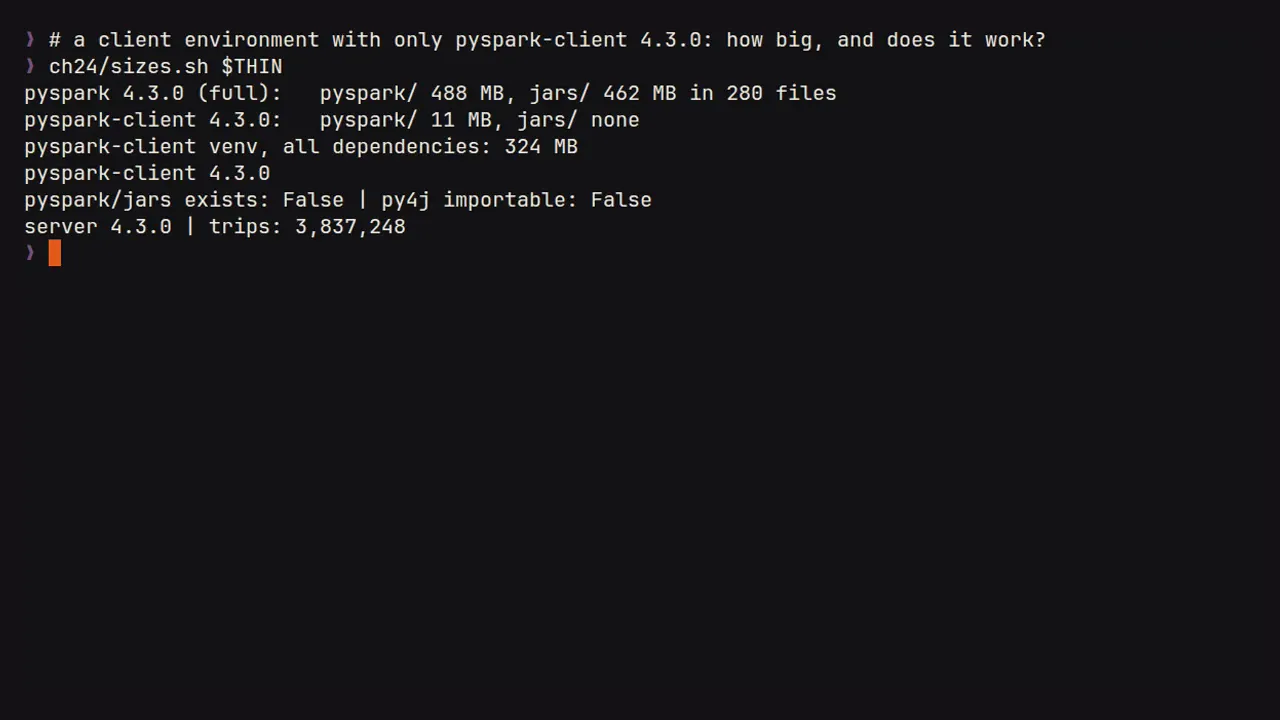 ❯ # a client environment with only pyspark-client 4.3.0: how big, and does it work?
❯ ch24/sizes.sh $THIN
pyspark 4.3.0 (full):   pyspark/ 488 MB, jars/ 462 MB in 280 files
pyspark-client 4.3.0:   pyspark/ 11 MB, jars/ none
pyspark-client venv, all dependencies: 324 MB
pyspark-client 4.3.0
pyspark/jars exists: False | py4j importable: False
server 4.3.0 | trips: 3,837,248
❯